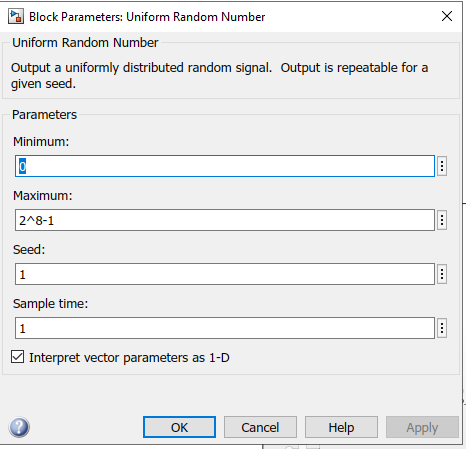 Block Parameters: Uniform Random Number
Uniform Random Number
Output a uniformly distributed random signal.  Output is repeatable for a
given seed.
Parameters
Minimum:
0
Maximum:
2^8-1
Seed:
1
Sample time:
1
Interpret vector parameters as 1-D
? OK Cancel Help Apply